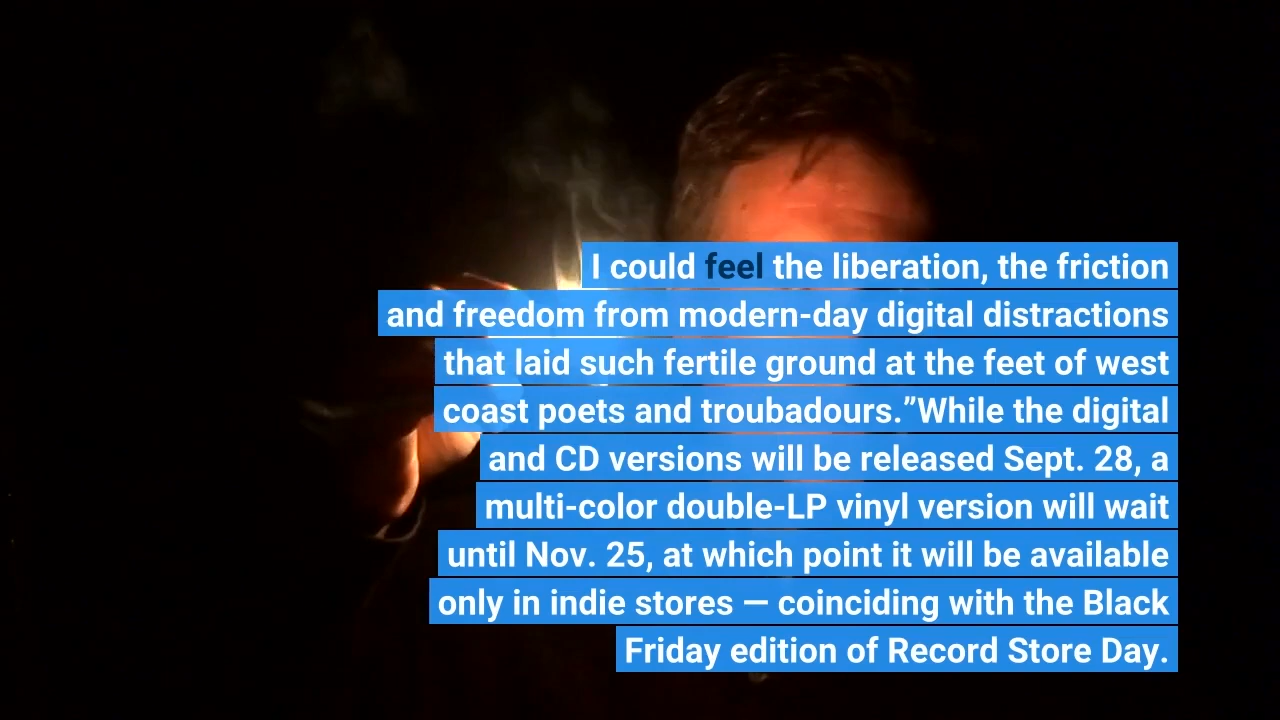 I could feel the liberation, the friction
and freedom from modern-day digital distractions
that laid such fertile ground at the feet of west
coast poets and troubadours.”While the digital
and CD versions will be released Sept. 28, a
multi-color double-LP vinyl version will wait
until Nov. 25, at which point it will be available
only in indie stores — coinciding with the Black
Friday edition of Record Store Day.